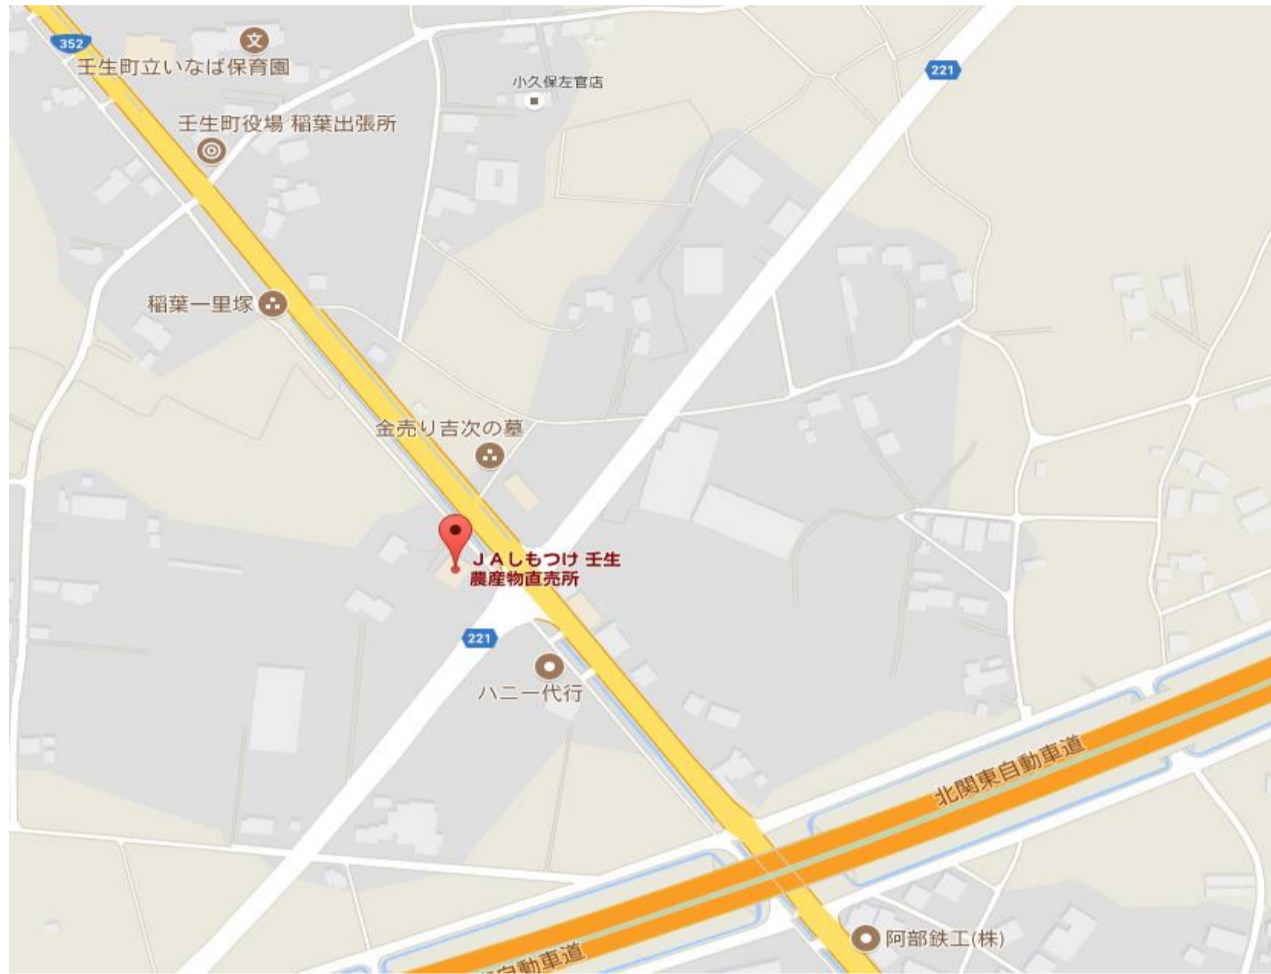 352
壬生町立いなば保育園
文
221
小久保左官店
壬生町役場 稲葉出張所
稲葉一里塚
金売り吉次の墓
ＪＡしもつけ 壬生
農産物直売所
221
ハニー代行
北関東自動車道
自動車道
阿部鉄工(株)